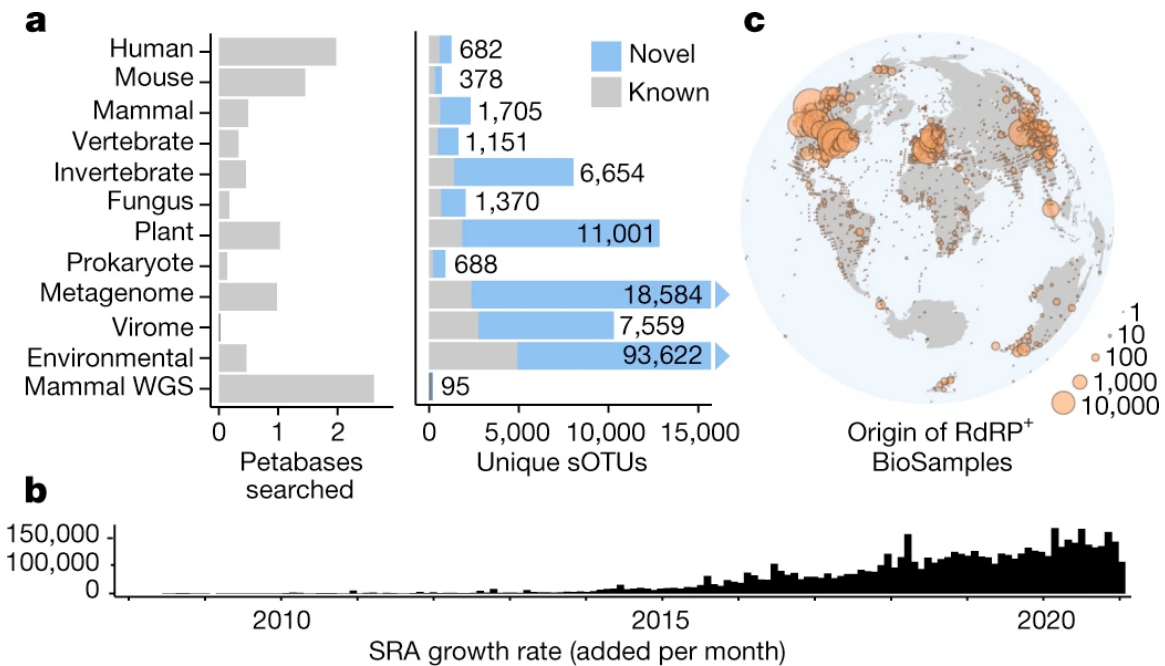 a
Human
Mouse
Mammal
Vertebrate
Invertebrate
Fungus
Plant
Prokaryote
Metagenome
Virome
Environmental
Mammal WGS
0 1 2
Petabases
searched
682
378
1,705
1,151
6,654
1,370
11,001
688
18,584
7,559
93,622
95
Novel
Known
0 5,000 10,000 15,000
Unique sOTUs
c
1
10
100
1,000
10,000
Origin of RdRP+
BioSamples
b
150,000
100,000
0
2010 2015 2020
SRA growth rate (added per month)